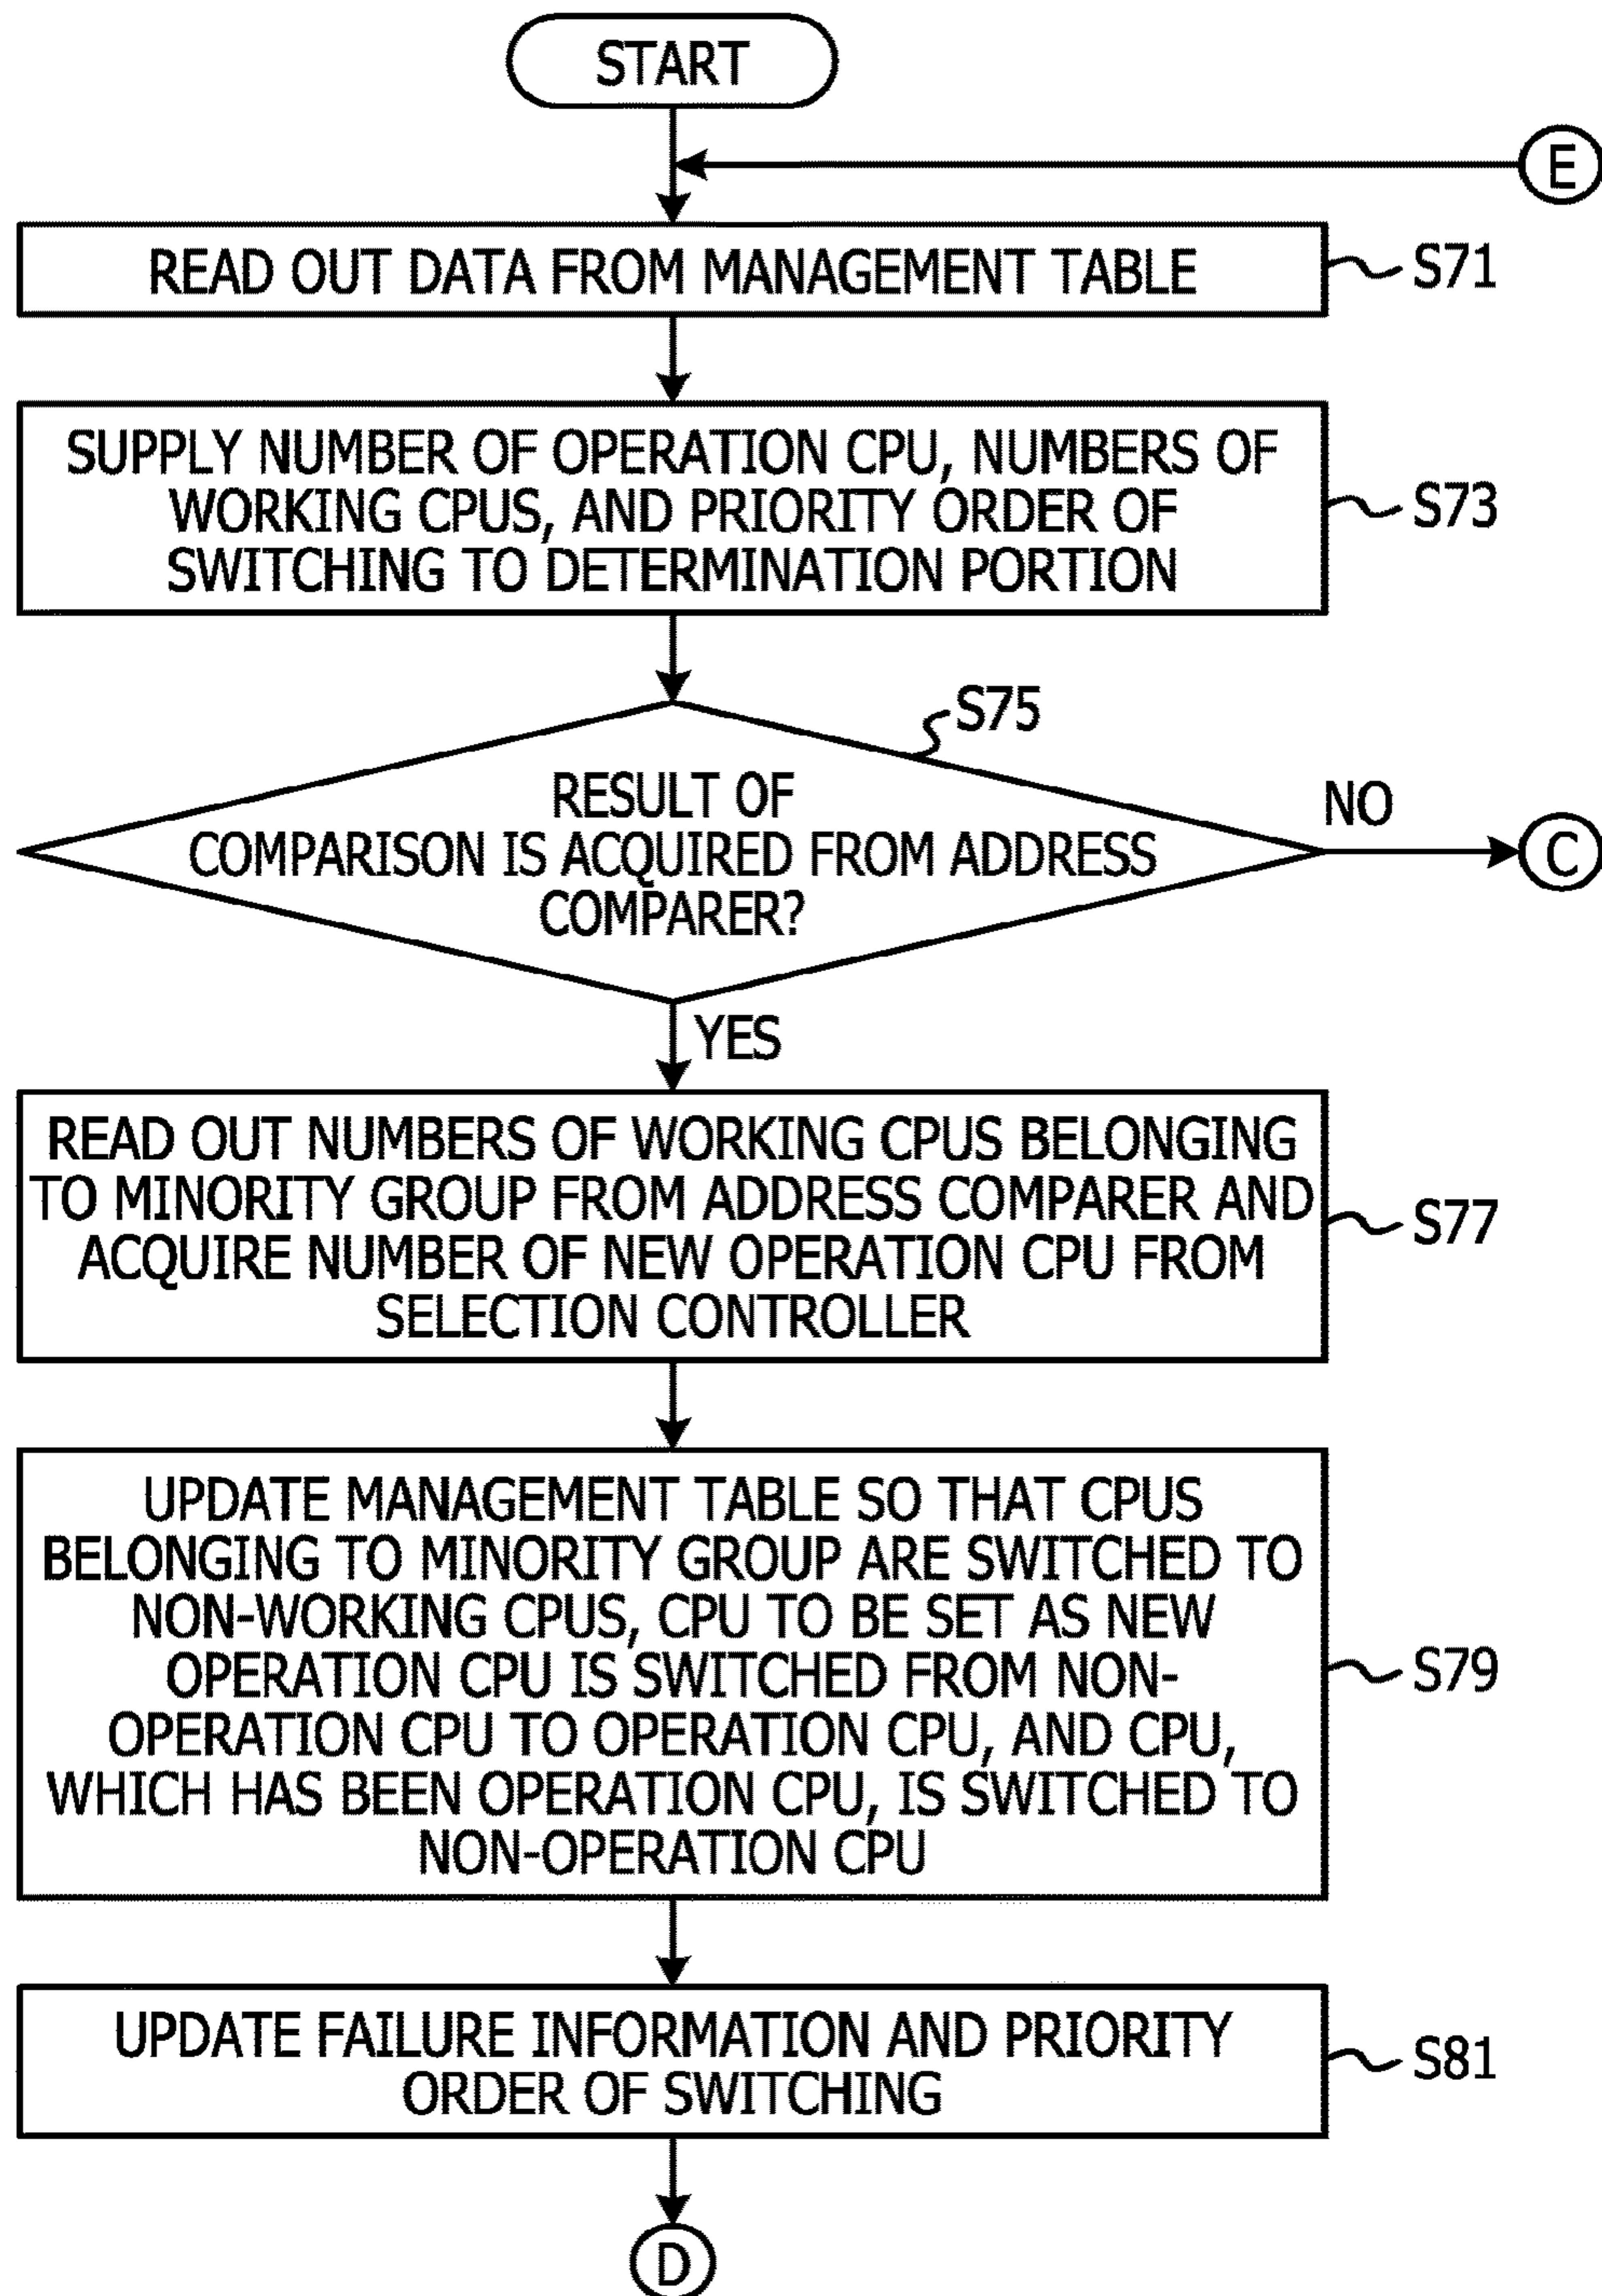 START
E
READ OUT DATA FROM MANAGEMENT TABLE
S71
SUPPLY NUMBER OF OPERATION CPU, NUMBERS OF
WORKING CPUS, AND PRIORITY ORDER OF
SWITCHING TO DETERMINATION PORTION
S73
S75
RESULT OF
COMPARISON IS ACQUIRED FROM ADDRESS
COMPARER?
NO
C
YES
READ OUT NUMBERS OF WORKING CPUS BELONGING
TO MINORITY GROUP FROM ADDRESS COMPARER AND
ACQUIRE NUMBER OF NEW OPERATION CPU FROM
SELECTION CONTROLLER
S77
UPDATE MANAGEMENT TABLE SO THAT CPUS
BELONGING TO MINORITY GROUP ARE SWITCHED TO
NON-WORKING CPUS, CPU TO BE SET AS NEW
OPERATION CPU IS SWITCHED FROM NON-
OPERATION CPU TO OPERATION CPU, AND CPU,
WHICH HAS BEEN OPERATION CPU, IS SWITCHED TO
NON-OPERATION CPU
S79
UPDATE FAILURE INFORMATION AND PRIORITY
ORDER OF SWITCHING
S81
D